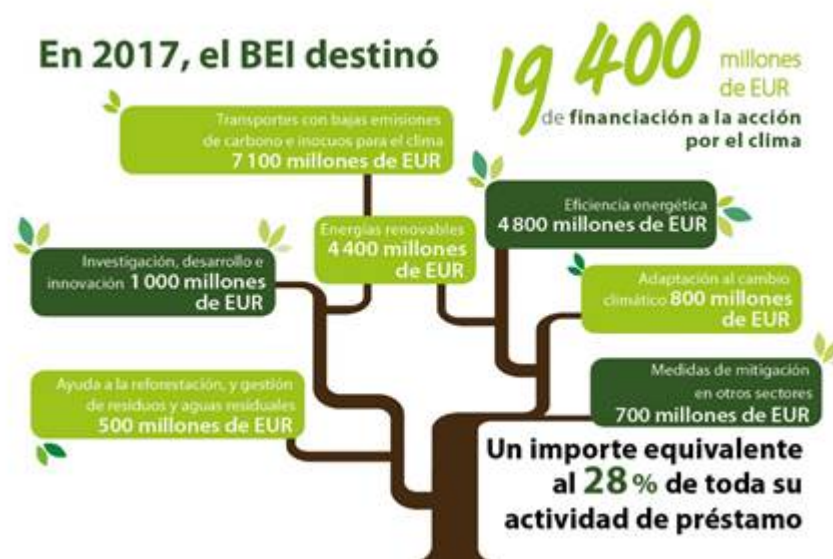 En 2017, el BEI destinó
19 400 millones
de EUR
de financiación a la acción
por el clima
Transportes con bajas emisiones
de carbono e inocuos para el clima
7 100 millones de EUR
Energías renovables
4 400 millones
de EUR
Eficiencia energética
4 800 millones de EUR
Investigación, desarrollo e
innovación 1 000 millones
de EUR
Adaptación al cambio
climático 800 millones
de EUR
Ayuda a la reforestación, y gestión
de residuos y aguas residuales
500 millones de EUR
Medidas de mitigación
en otros sectores
700 millones de EUR
Un importe equivalente
al 28 % de toda su
actividad de préstamo